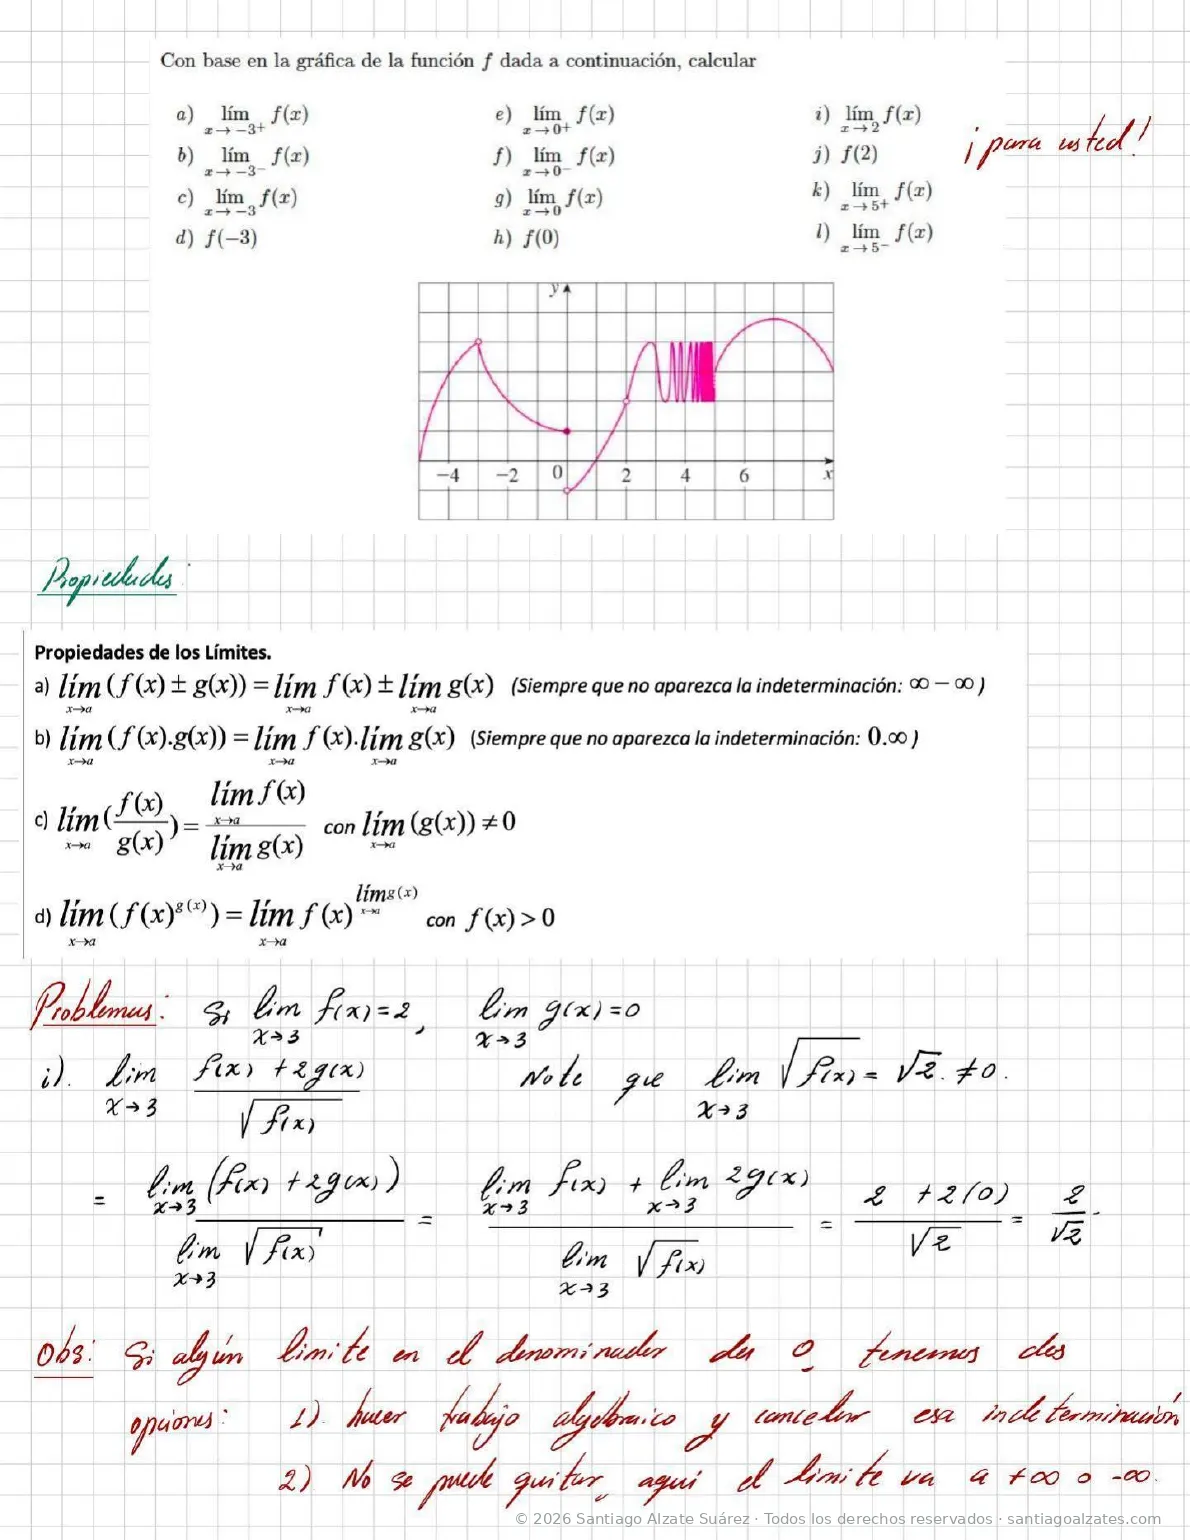 Con base en la gráfica de la función f dada a continuación, calcular
a) lím x→−3+ f(x)
b) lím x→−3− f(x)
c) lím x→−3 f(x)
d) f(−3)
e) lím x→0+ f(x)
f) lím x→0− f(x)
g) lím x→0 f(x)
h) f(0)
i) lím x→2 f(x)
j) f(2)
k) lím x→5+ f(x)
l) lím x→5− f(x)
¡para usted!
y
−4 −2 0 2 4 6 x
Propiedades:
Propiedades de los Límites.
a) lím x→a (f(x) ± g(x)) = lím x→a f(x) ± lím x→a g(x) (Siempre que no aparezca la indeterminación: ∞ − ∞ )
b) lím x→a (f(x).g(x)) = lím x→a f(x).lím x→a g(x) (Siempre que no aparezca la indeterminación: 0.∞ )
c) lím x→a (f(x)/g(x)) = lím x→a f(x) / lím x→a g(x) con lím x→a (g(x)) ≠ 0
d) lím x→a (f(x)^g(x)) = lím x→a f(x)^lím x→a g(x) con f(x) > 0
Problemas: Si lim x→3 f(x)=2, lim x→3 g(x)=0
i). lim x→3 (f(x) + 2g(x)) / √f(x) Note que lim x→3 √f(x) = √2. ≠0.
= lim x→3 (f(x) + 2g(x)) / lim x→3 √f(x) = (lim x→3 f(x) + lim x→3 2g(x)) / lim x→3 √f(x) = (2 + 2(0)) / √2 = 2/√2.
Obs: Si algún limite en el denominador da 0, tenemos dos
opciones: 1). hacer trabajo algebraico y cancelar esa indeterminación
2) No se puede quitar, aqui el limite va a +∞ o -∞.
© 2026 Santiago Alzate Suárez · Todos los derechos reservados · santiagoalzates.com